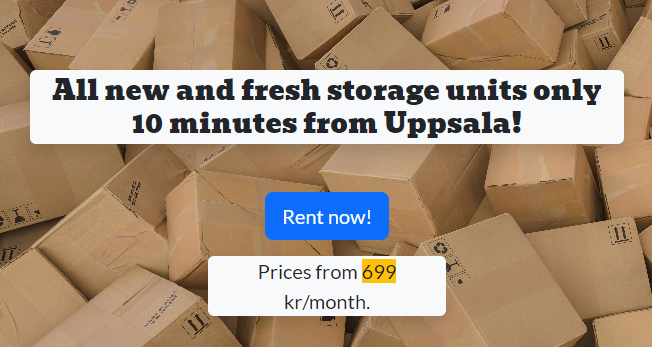 All new and fresh storage units only
10 minutes from Uppsala!
Rent now!
Prices from 699
kr/month.